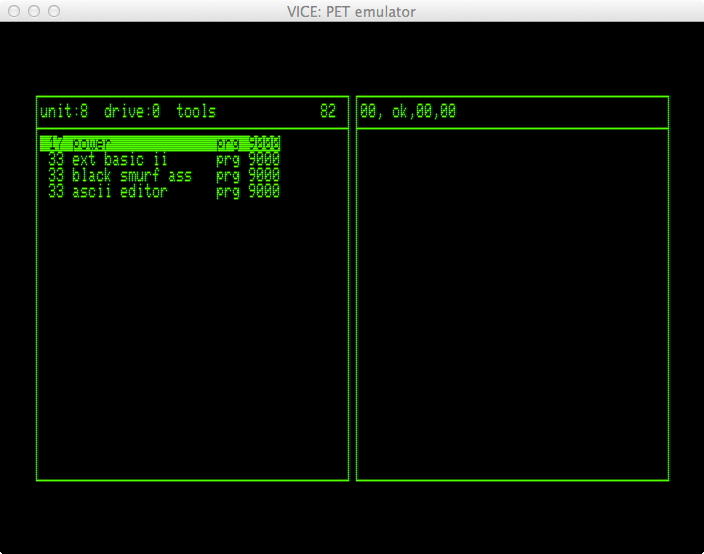 VICE: PET emulator
unit:8 drive:0 tools 82
00, ok,00,00
17 power prg 9000
33 ext basic ii prg 9000
33 black smurf ass prg 9000
33 ascii editor prg 9000